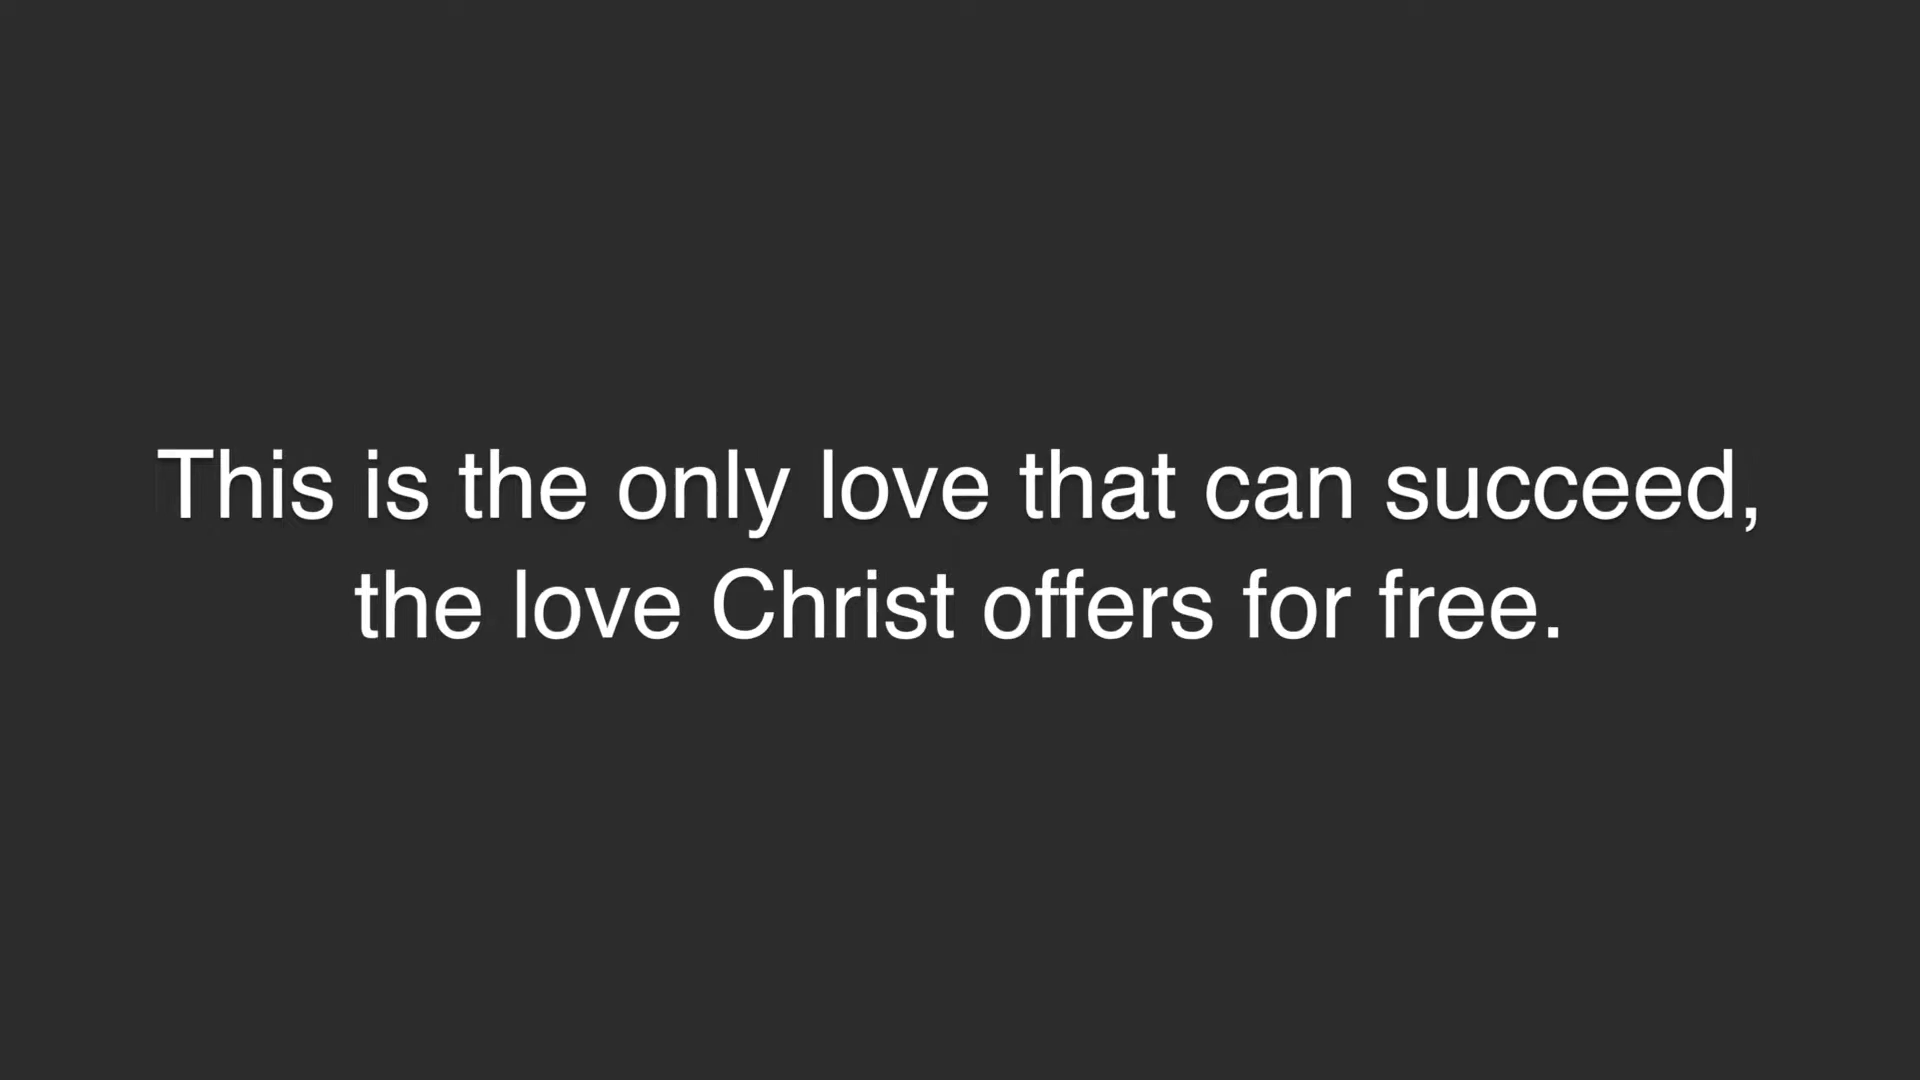 This is the only love that can succeed,
the love Christ offers for free.